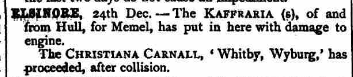 ELSINORE, 24th Dec. — The KAFFRARIA (s), of and
from Hull, for Memel, has put in here with damage to
engine.
The CHRISTIANA CARNALL, ‘ Whitby, Wyburg,’ has
proceeded, after collision.